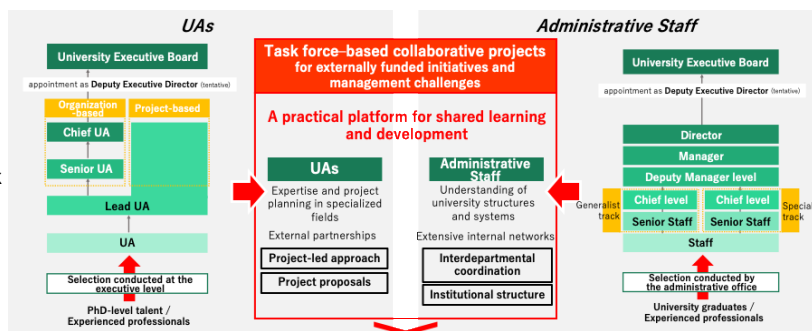 UAs
University Executive Board
appointment as Deputy Executive Director (tentative)
Organization
-based
Project-based
Chief UA
Senior UA
Lead UA
UA
Selection conducted at the
executive level
PhD-level talent /
Experienced professionals
Task force–based collaborative projects
for externally funded initiatives and
management challenges
A practical platform for shared learning
and development
UAs
Expertise and project
planning in specialized
fields
External partnerships
Project-led approach
Project proposals
Administrative
Staff
Understanding of
university structures
and systems
Extensive internal networks
Interdepartmental
coordination
Institutional structure
Administrative Staff
University Executive Board
appointment as Deputy Executive Director (tentative)
Director
Manager
Deputy Manager level
Generalist
track
Chief level
Senior Staff
Chief level
Senior Staff
Special
track
Staff
Selection conducted by
the administrative office
University graduates /
Experienced professionals